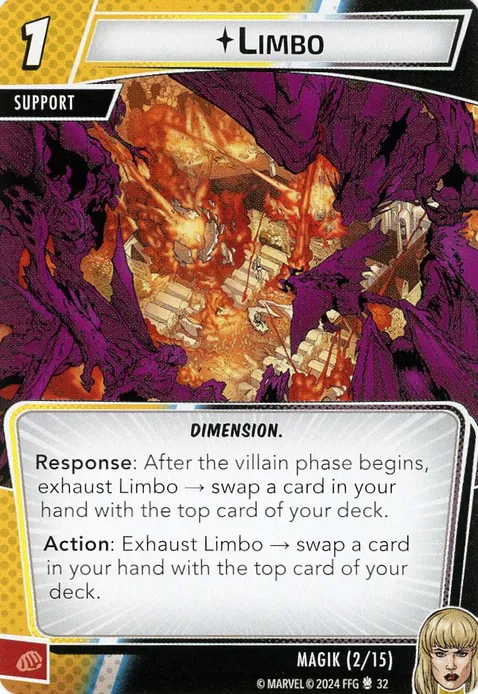 1
✦LIMBO
SUPPORT
DIMENSION.
Response: After the villain phase begins,
exhaust Limbo → swap a card in your
hand with the top card of your deck.
Action: Exhaust Limbo → swap a card
in your hand with the top card of your
deck.
MAGIK (2/15)
© MARVEL © 2024 FFG 32